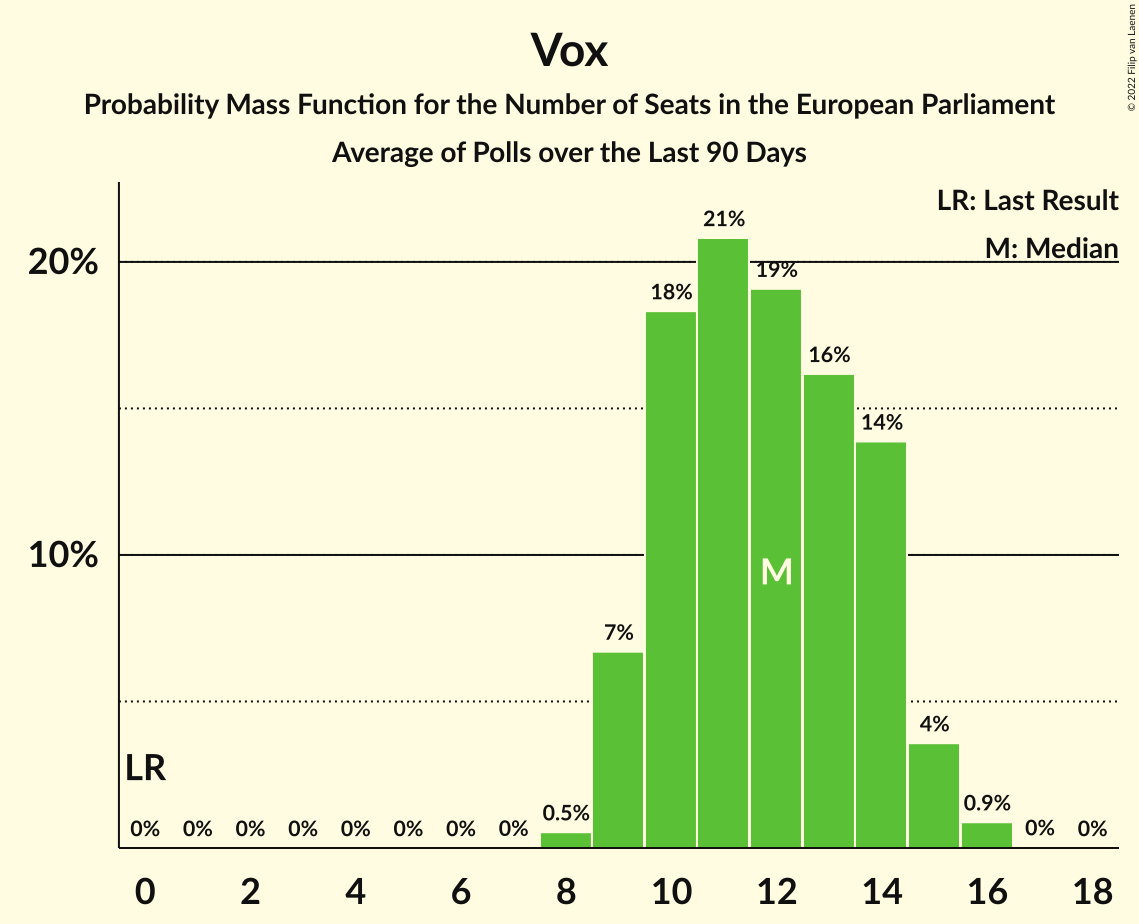 Vox
Probability Mass Function for the Number of Seats in the European Parliament
Average of Polls over the Last 90 Days
© 2022 Filip van Laenen
LR: Last Result
M: Median
20%
10%
21%
19%
18%
16%
14%
M
7%
4%
LR
0.9%
0.5%
0% 0% 0% 0% 0% 0% 0% 0% 0% 0%
0 2 4 6 8 10 12 14 16 18